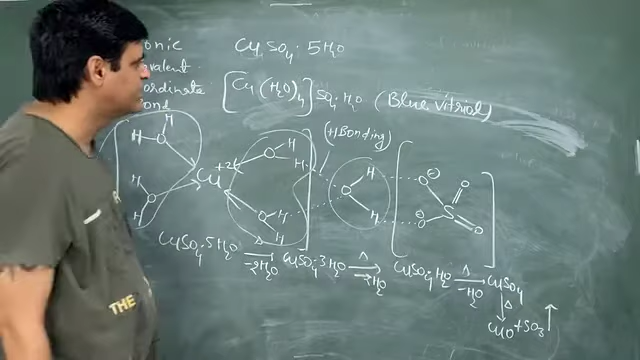 onic
CuSO4·5H2O
valent
ordinate
[Cu(H2O)4]SO4·H2O (Blue vitriol)
ond
(H Bonding)
H
H—O
Cu+2
O H
H
H
O
H
O—H
H
O
H
H
O⊖
O
S
O⊖
O
CuSO4·5H2O Δ −2H2O CuSO4·3H2O Δ −2H2O CuSO4·H2O Δ −H2O CuSO4
Δ
CuO+SO3↑
THE